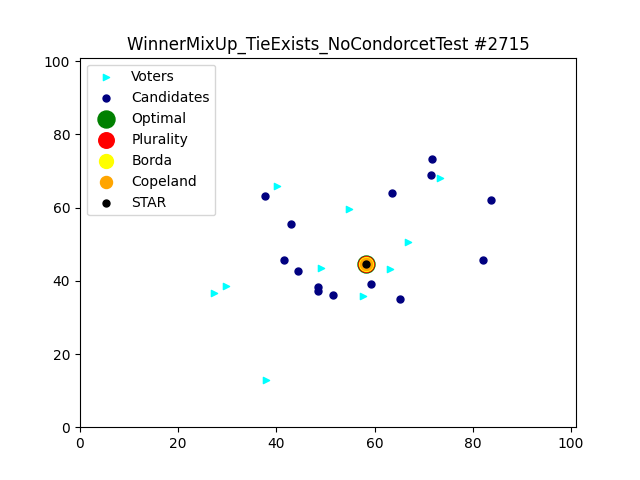 WinnerMixUp_TieExists_NoCondorcetTest #2715
Voters
Candidates
Optimal
Plurality
Borda
Copeland
STAR
100
80
60
40
20
0
0 20 40 60 80 100